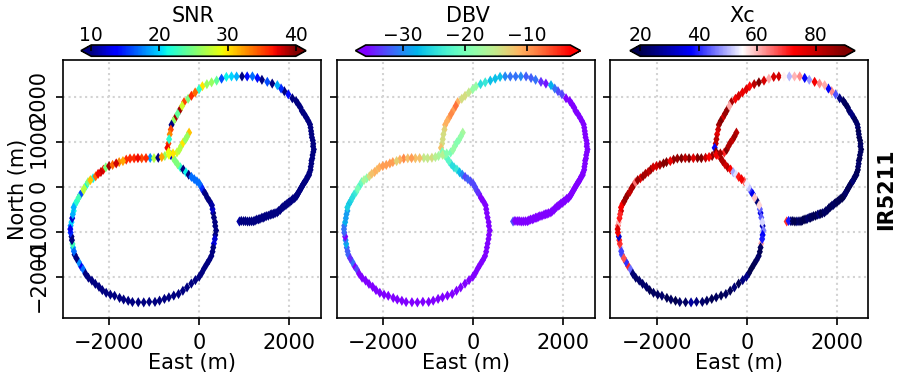 SNR
10 20 30 40
DBV
−30 −20 −10
Xc
20 40 60 80
North (m)
2000
1000
0
−1000
−2000
−2000 0 2000
East (m)
−2000 0 2000
East (m)
−2000 0 2000
East (m)
IR5211